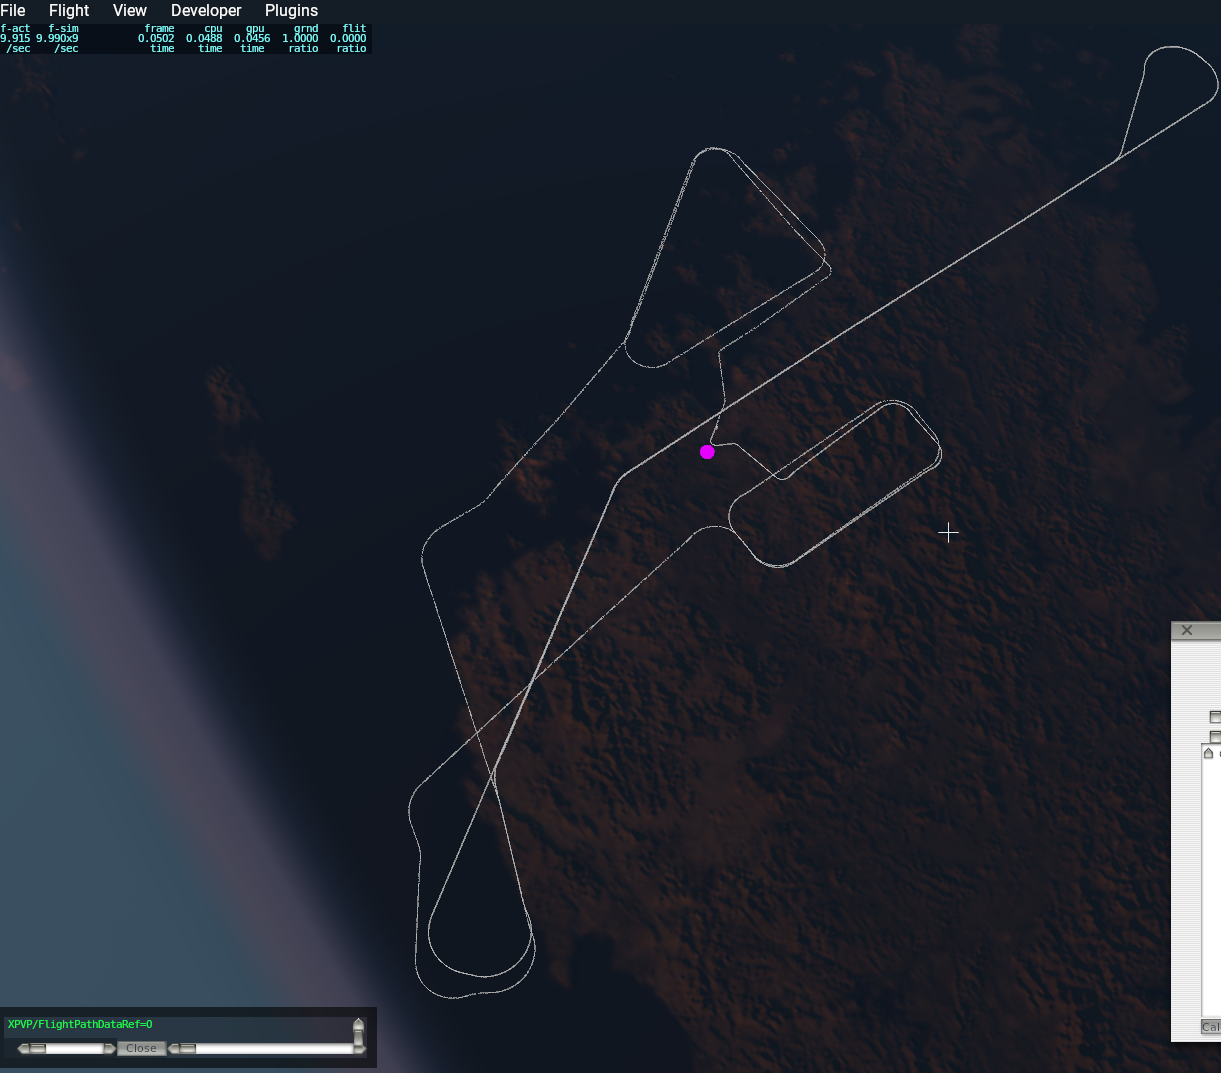 File Flight View Developer Plugins
f-act f-sim frame cpu gpu grnd flit
9.915 9.990x9 0.0502 0.0488 0.0456 1.0000 0.0000
/sec /sec time time time ratio ratio
XPVP/FlightPathDataRef=0
Close
Cal